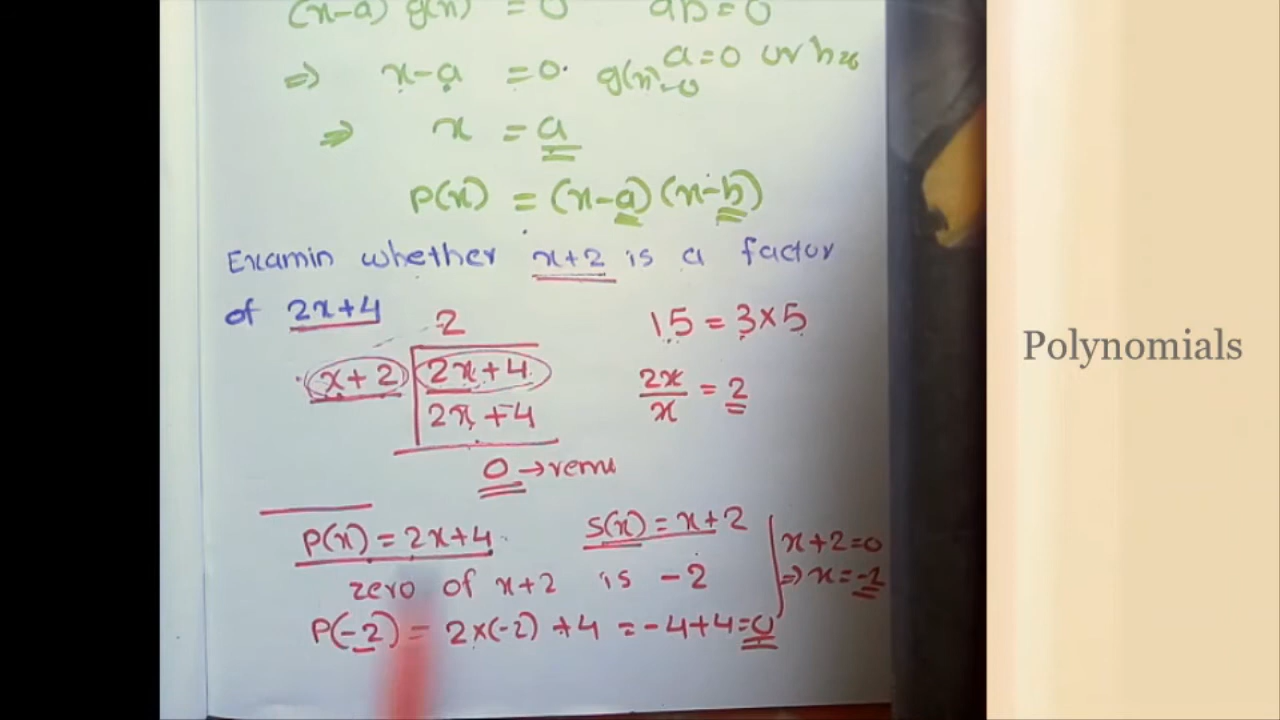 (x-a) g(x) = 0 ab = 0
⇒ x-a = 0. g(x)=0 a=0 or b=0
⇒ x = a
P(x) = (x-a)(x-b)
Examin whether x+2 is a factor
of 2x+4
2
15 = 3×5
x+2 2x+4
2x/x = 2
2x+4
0 → rem
P(x) = 2x+4 S(x) = x+2
x+2=0
zero of x+2 is -2
⇒ x=-2
P(-2) = 2×(-2) +4 = -4+4=0
Polynomials